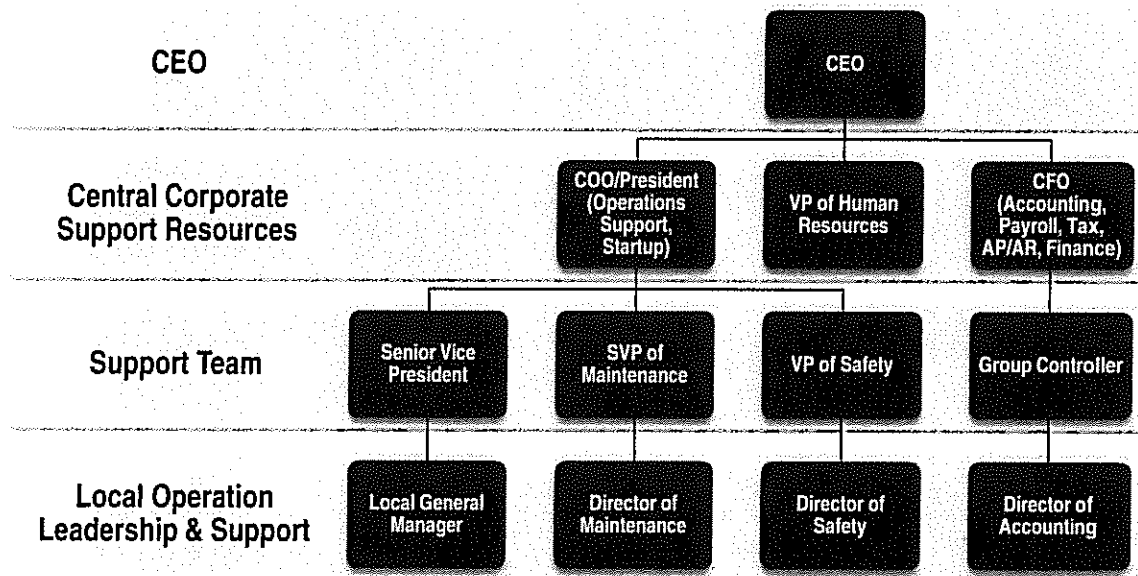 CEO
CEO
Central Corporate
Support Resources
COO/President
(Operations
Support,
Startup)
VP of Human
Resources
CFO
(Accounting,
Payroll, Tax,
AP/AR, Finance)
Support Team
Senior Vice
President
SVP of
Maintenance
VP of Safety
Group Controller
Local Operation
Leadership & Support
Local General
Manager
Director of
Maintenance
Director of
Safety
Director of
Accounting